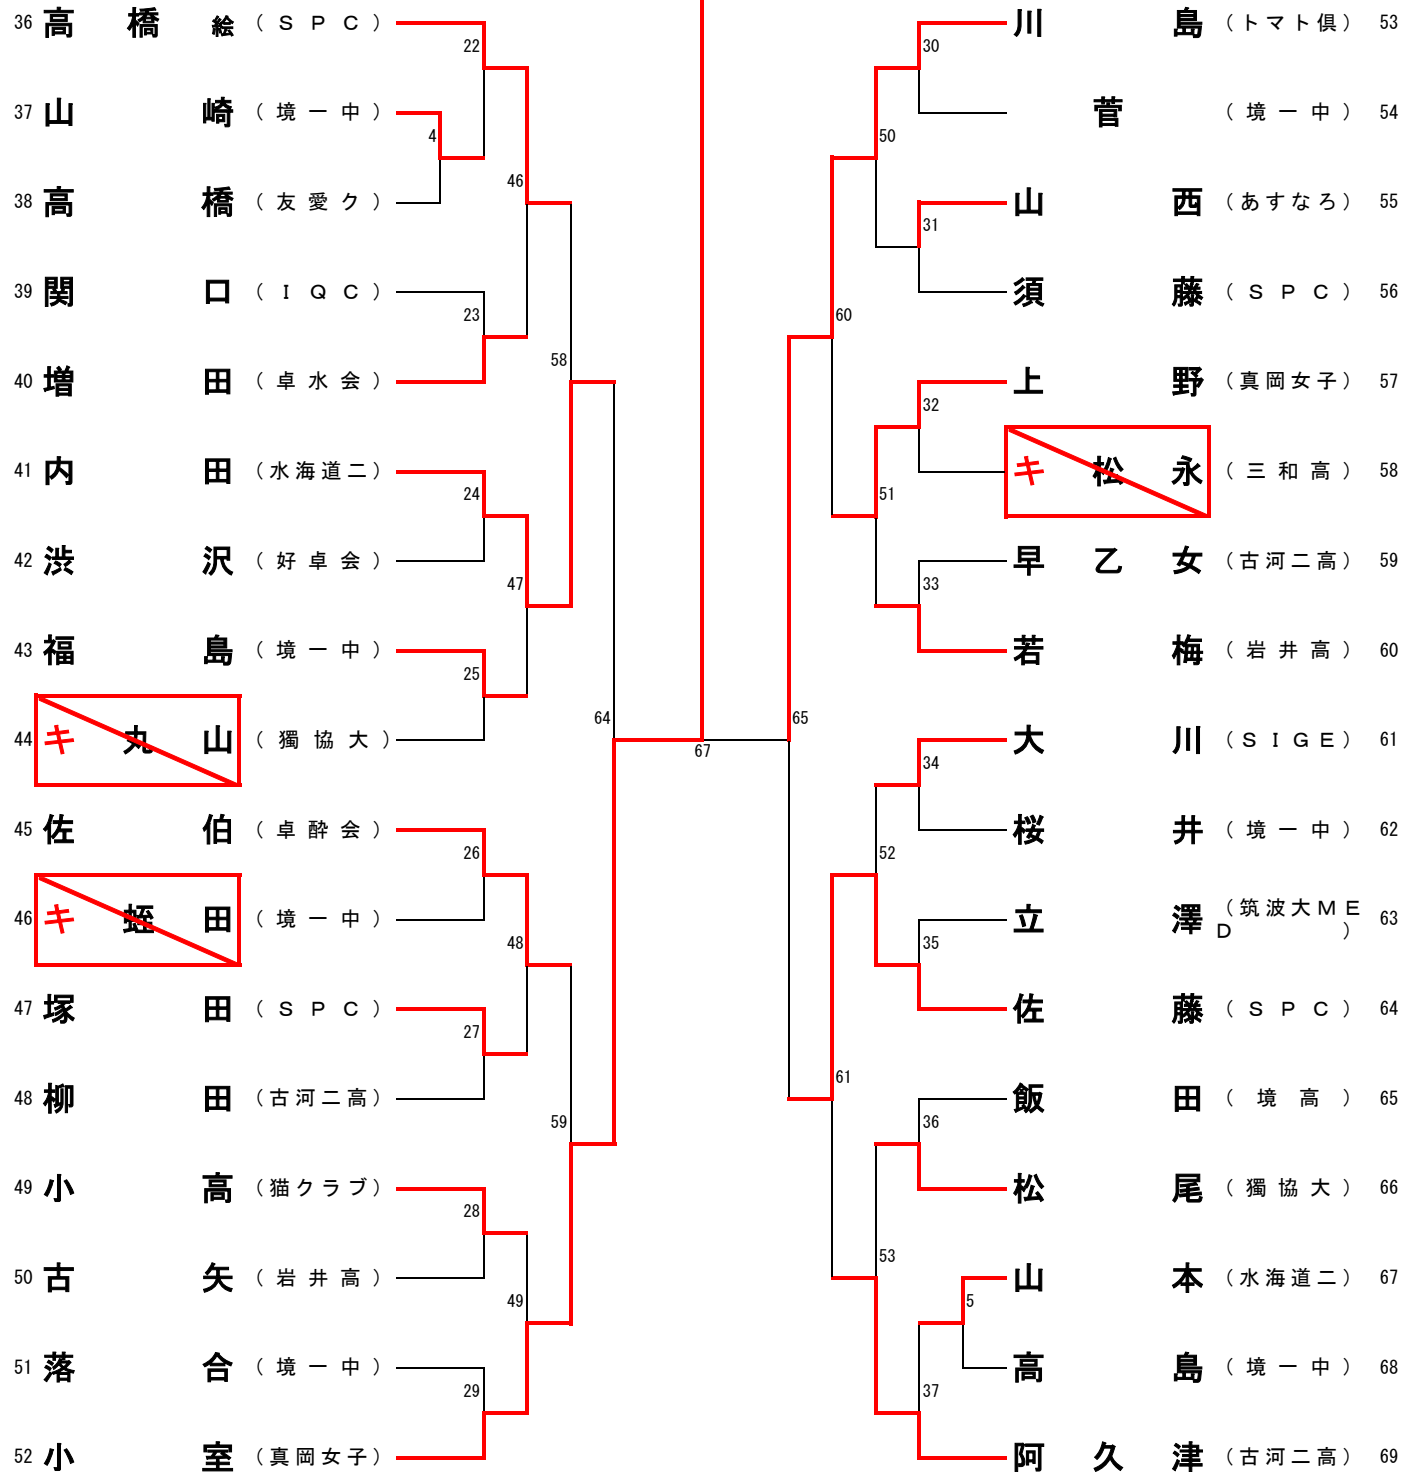 36 高橋絵 （ＳＰＣ）
37 山崎 （境一中）
38 高橋 （友愛ク）
39 関口 （ＩＱＣ）
40 増田 （卓水会）
41 内田 （水海道二）
42 渋沢 （好卓会）
43 福島 （境一中）
44 キ丸山 （獨協大）
45 佐伯 （卓酔会）
46 キ蛭田 （境一中）
47 塚田 （ＳＰＣ）
48 柳田 （古河二高）
49 小高 （猫クラブ）
50 古矢 （岩井高）
51 落合 （境一中）
52 小室 （真岡女子）
22
4
46
23
58
24
47
25
64
26
48
27
59
28
49
29
67
65
30
50
31
60
32
51
33
34
52
35
61
36
53
5
37
川島 （トマト倶） 53
菅 （境一中） 54
山西 （あすなろ） 55
須藤 （ＳＰＣ） 56
上野 （真岡女子） 57
キ松永 （三和高） 58
早乙女 （古河二高） 59
若梅 （岩井高） 60
大川 （ＳＩＧＥ） 61
桜井 （境一中） 62
立澤 （筑波大ＭＥ
Ｄ） 63
佐藤 （ＳＰＣ） 64
飯田 （境高） 65
松尾 （獨協大） 66
山本 （水海道二） 67
高島 （境一中） 68
阿久津 （古河二高） 69